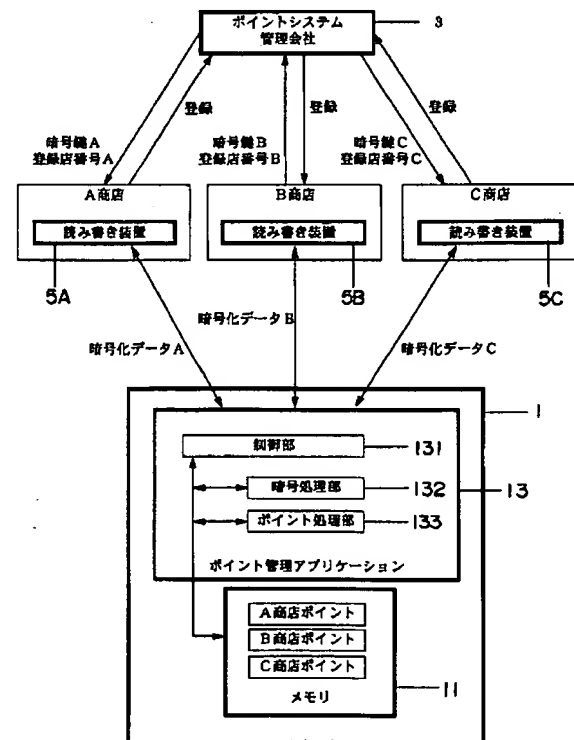 ポイントシステム
管理会社
3
登録
登録
登録
暗号鍵A
登録店番号A
暗号鍵B
登録店番号B
暗号鍵C
登録店番号C
A商店
B商店
C商店
読み書き装置
読み書き装置
読み書き装置
5A
5B
5C
暗号化データA
暗号化データB
暗号化データC
1
制御部
131
暗号処理部
132
13
ポイント処理部
133
ポイント管理アプリケーション
A商店ポイント
B商店ポイント
C商店ポイント
メモリ
11